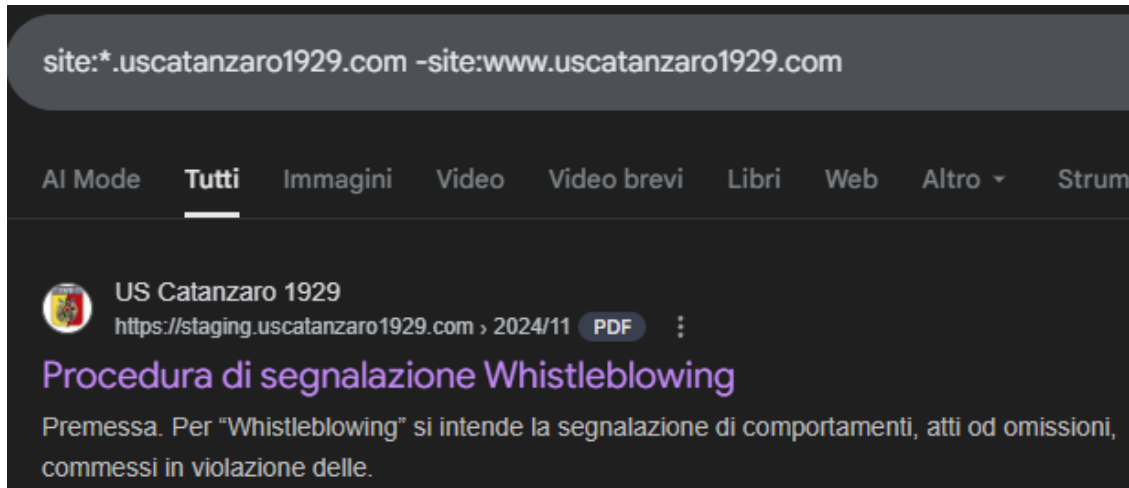 site:*.uscatanzaro1929.com -site:www.uscatanzaro1929.com
AI Mode Tutti Immagini Video Video brevi Libri Web Altro Strum
US Catanzaro 1929
https://staging.uscatanzaro1929.com › 2024/11 PDF
Procedura di segnalazione Whistleblowing
Premessa. Per “Whistleblowing” si intende la segnalazione di comportamenti, atti od omissioni,
commessi in violazione delle.